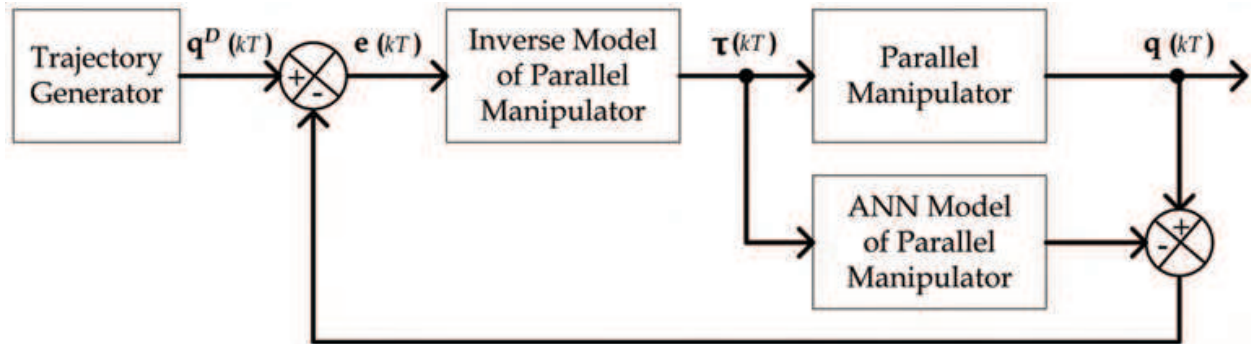 Trajectory
Generator
q^D (kT)
+
-
e (kT)
Inverse Model
of Parallel
Manipulator
τ(kT)
Parallel
Manipulator
q (kT)
ANN Model
of Parallel
Manipulator
+
-